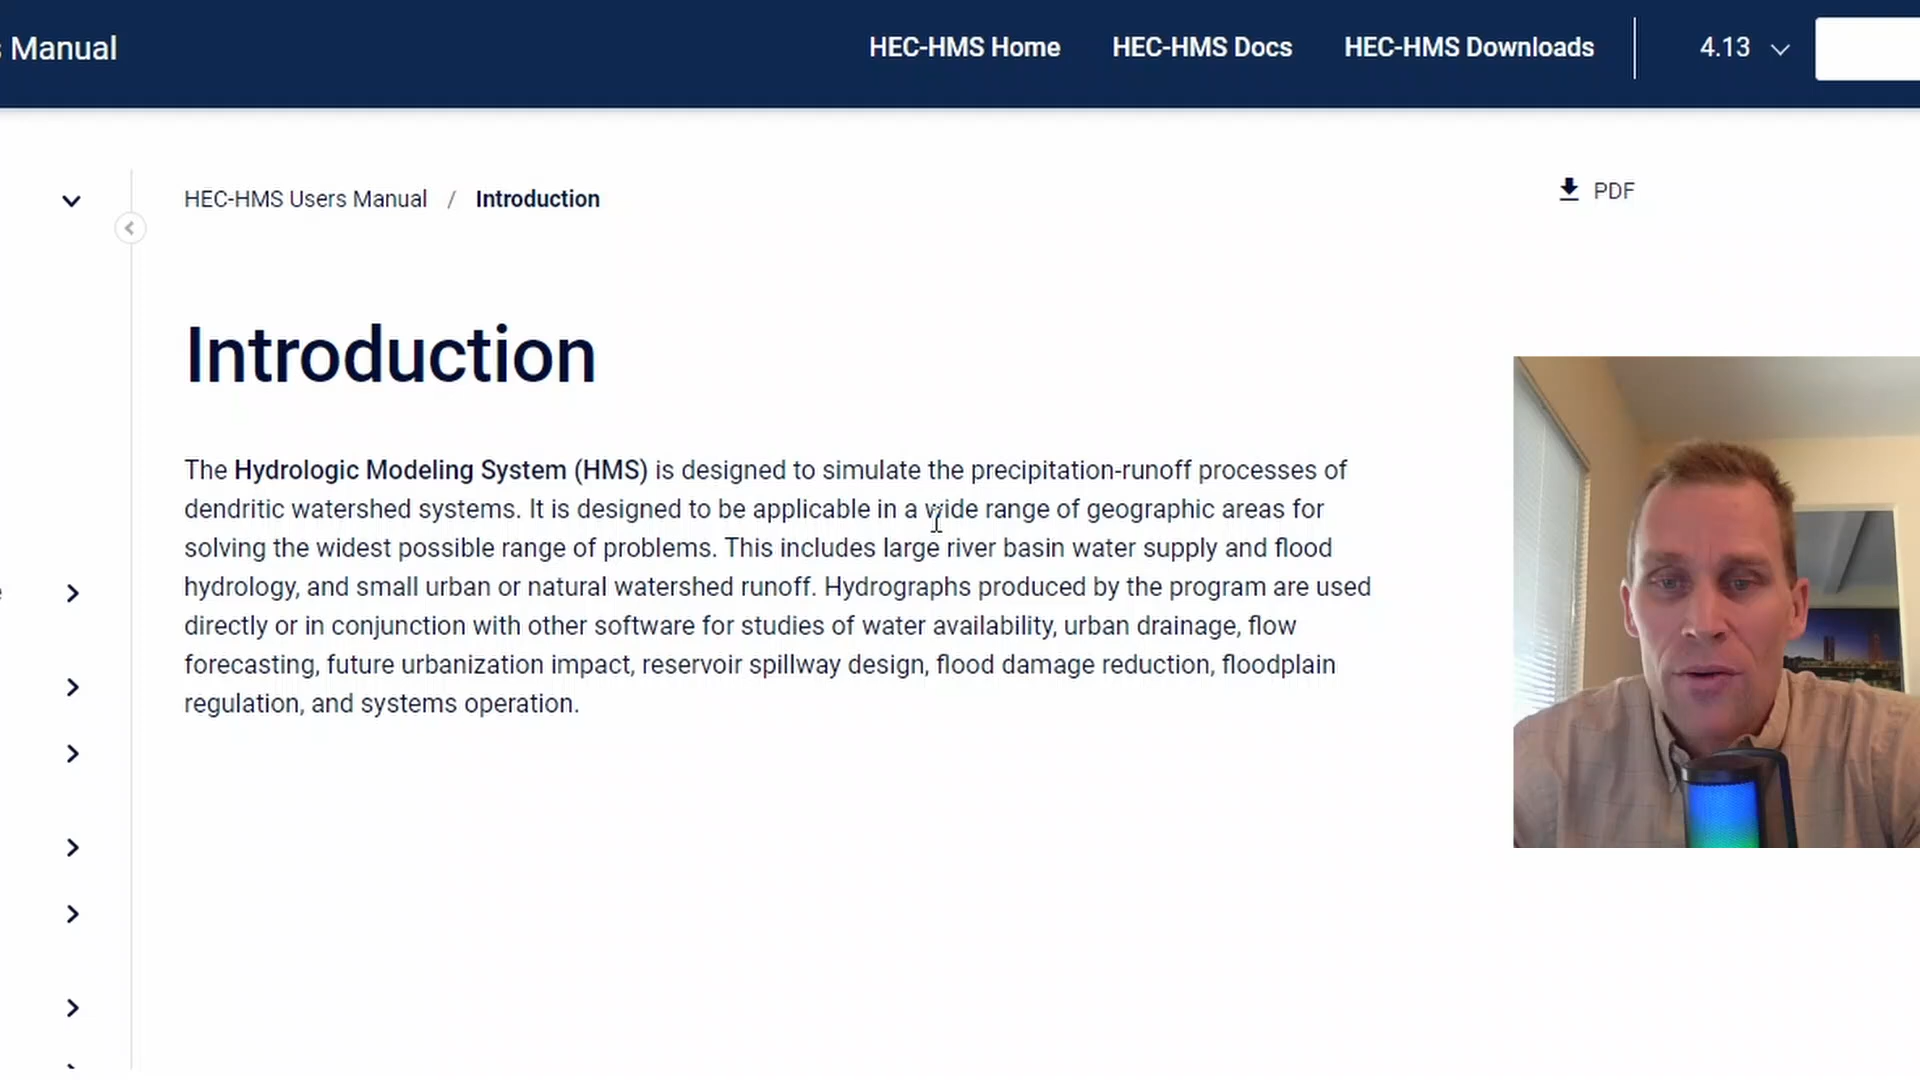 s Manual
HEC-HMS Home HEC-HMS Docs HEC-HMS Downloads 4.13
HEC-HMS Users Manual / Introduction
PDF
Introduction
The Hydrologic Modeling System (HMS) is designed to simulate the precipitation-runoff processes of
dendritic watershed systems. It is designed to be applicable in a wide range of geographic areas for
solving the widest possible range of problems. This includes large river basin water supply and flood
hydrology, and small urban or natural watershed runoff. Hydrographs produced by the program are used
directly or in conjunction with other software for studies of water availability, urban drainage, flow
forecasting, future urbanization impact, reservoir spillway design, flood damage reduction, floodplain
regulation, and systems operation.